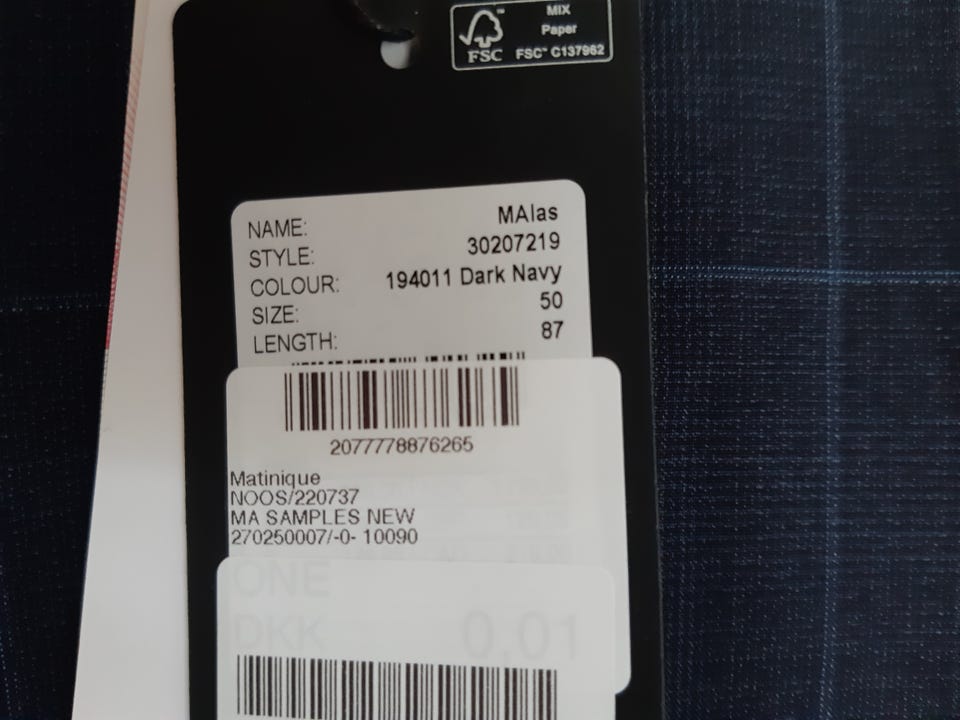 FSC™
MIX
Paper
FSC™ C137962
NAME: MAlas
STYLE: 30207219
COLOUR: 194011 Dark Navy
SIZE: 50
LENGTH: 87
2077778876265
Matinique
NOOS/220737
MA SAMPLES NEW
270250007/-0- 10090
ONE
DKK 0,01